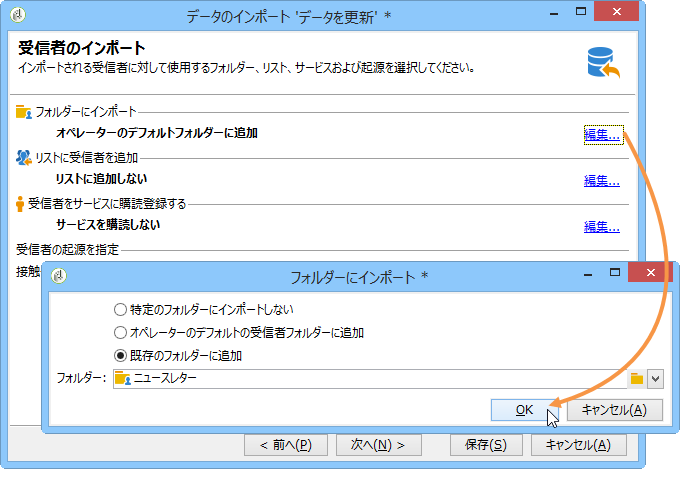 データのインポート 'データを更新' *
受信者のインポート
インポートされる受信者に対して使用するフォルダー、リスト、サービスおよび起源を選択してください。
フォルダーにインポート
オペレーターのデフォルトフォルダーに追加 編集...
リストに受信者を追加
リストに追加しない 編集...
受信者をサービスに購読登録する
サービスを購読しない 編集...
受信者の起源を指定
接触
フォルダーにインポート *
特定のフォルダーにインポートしない
オペレーターのデフォルトの受信者フォルダーに追加
既存のフォルダーに追加
フォルダー: ニュースレター
OK キャンセル(A)
< 前へ(P) 次へ(N) > 保存(S) キャンセル(A)